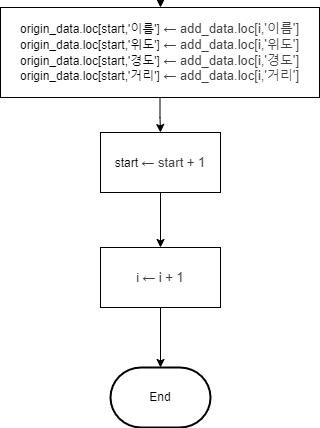 origin_data.loc[start,'이름'] ← add_data.loc[i,'이름']
origin_data.loc[start,'위도'] ← add_data.loc[i,'위도']
origin_data.loc[start,'경도'] ← add_data.loc[i,'경도']
origin_data.loc[start,'거리'] ← add_data.loc[i,'거리']
start ← start + 1
i ← i + 1
End